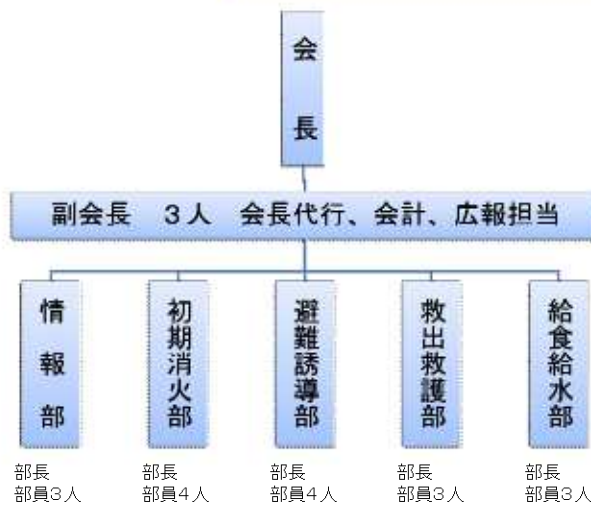 会長
副会長　３人　会長代行、会計、広報担当
情報部
初期消火部
避難誘導部
救出救護部
給食給水部
部長
部員3人
部長
部員4人
部長
部員4人
部長
部員3人
部長
部員3人